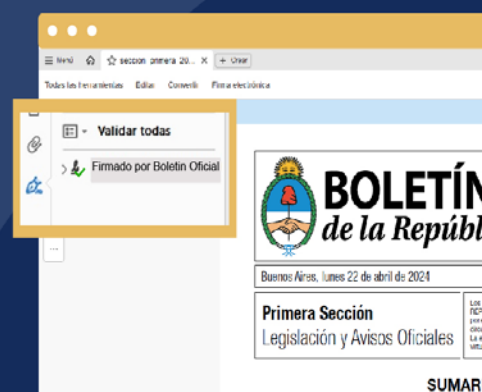 Menú
seccion primera 20...
+ Crear
Todas las herramientas Editar Convertir Firma electrónica
Validar todas
Firmado por Boletin Oficial
BOLETÍN
de la Repúbl
Buenos Aires, lunes 22 de abril de 2024
Primera Sección
Legislación y Avisos Oficiales
SUMAR